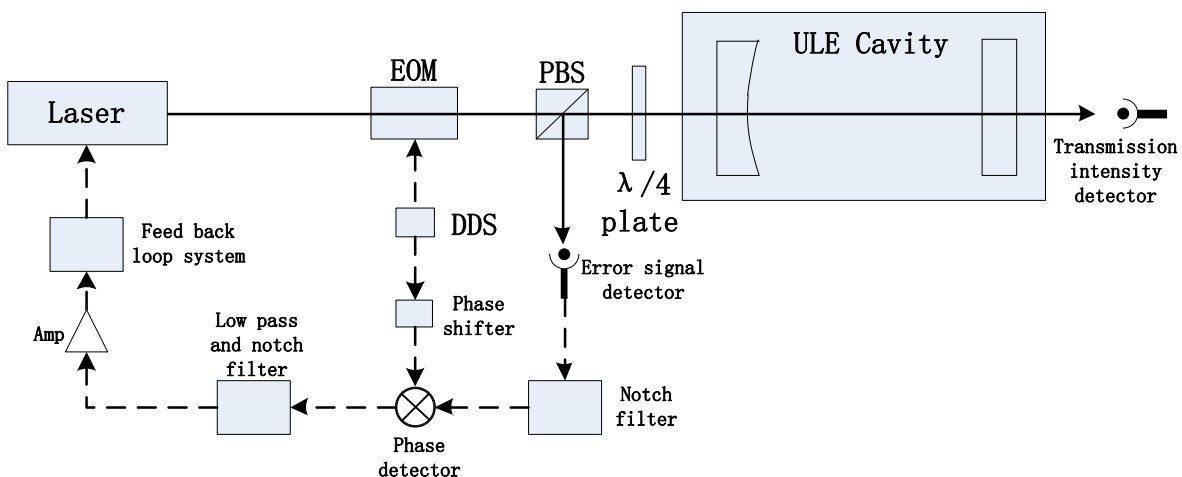 Laser
EOM
PBS
ULE Cavity
λ/4
plate
Transmission
intensity
detector
DDS
Feed back
loop system
Error signal
detector
Phase
shifter
Amp
Low pass
and notch
filter
Notch
filter
Phase
detector